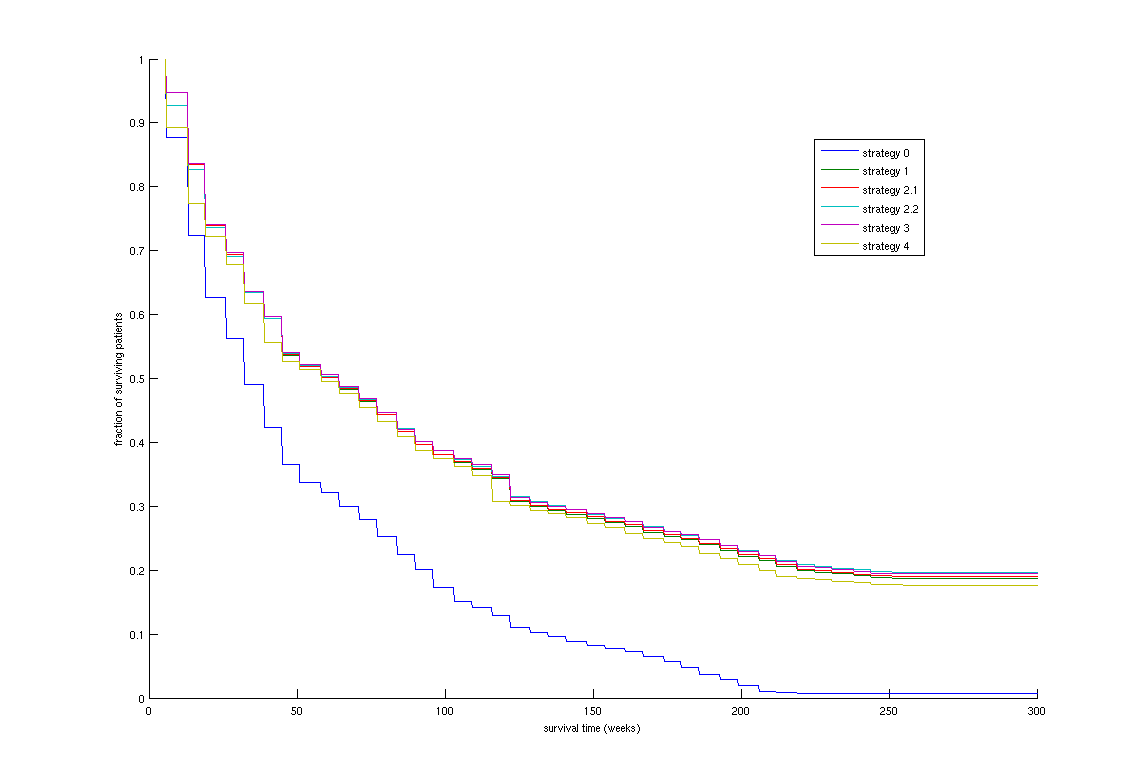 1
0.9
0.8
0.7
0.6
0.5
0.4
0.3
0.2
0.1
0
fraction of surviving patients
strategy 0
strategy 1
strategy 2.1
strategy 2.2
strategy 3
strategy 4
0 50 100 150 200 250 300
survival time (weeks)